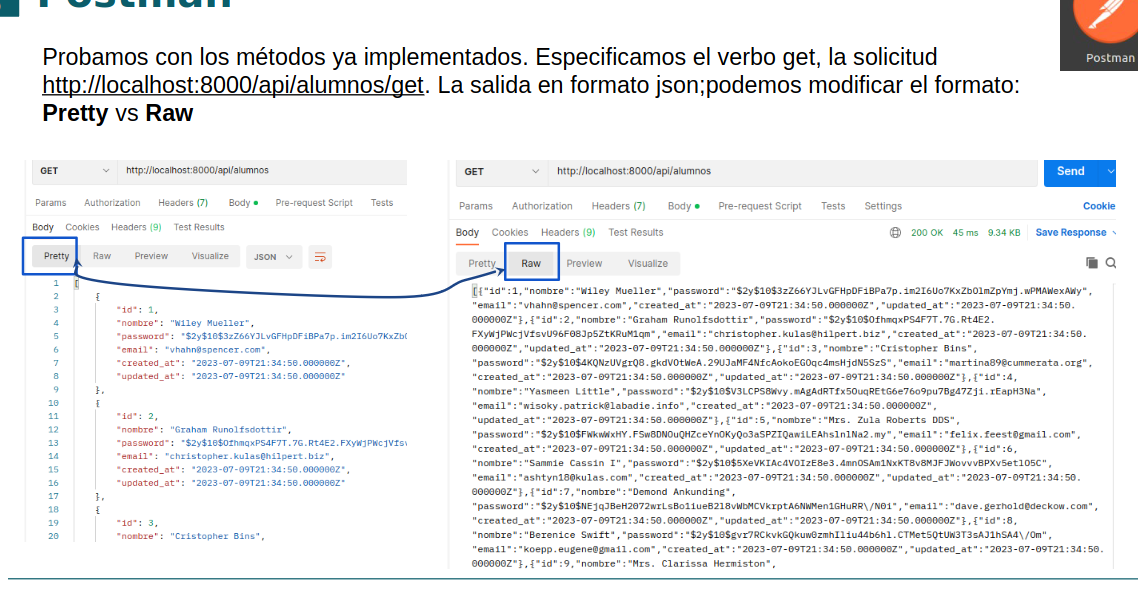 Postman
Postman
Probamos con los métodos ya implementados. Especificamos el verbo get, la solicitud
http://localhost:8000/api/alumnos/get. La salida en formato json;podemos modificar el formato:
Pretty vs Raw
GET http://localhost:8000/api/alumnos
Params Authorization Headers (7) Body Pre-request Script Tests
Body Cookies Headers (9) Test Results
Pretty Raw Preview Visualize JSON
1 [
2 {
3 "id": 1,
4 "nombre": "Wiley Mueller",
5 "password": "$2y$10$3zZ66YJLvGFHpDFiBPa7p.im2I6Uo7KxZb
6 "email": "vhahn@spencer.com",
7 "created_at": "2023-07-09T21:34:50.000000Z",
8 "updated_at": "2023-07-09T21:34:50.000000Z"
9 },
10 {
11 "id": 2,
12 "nombre": "Graham Runolfsdottir",
13 "password": "$2y$10$OfhmqxPS4F7T.7G.Rt4E2.FXyWjPWcjVfsv
14 "email": "christopher.kulas@hilpert.biz",
15 "created_at": "2023-07-09T21:34:50.000000Z",
16 "updated_at": "2023-07-09T21:34:50.000000Z"
17 },
18 {
19 "id": 3,
20 "nombre": "Cristopher Bins",
GET http://localhost:8000/api/alumnos Send
Params Authorization Headers (7) Body Pre-request Script Tests Settings Cookie
Body Cookies Headers (9) Test Results 200 OK 45 ms 9.34 KB Save Response
Pretty Raw Preview Visualize
[{"id":1,"nombre":"Wiley Mueller","password":"$2y$10$3zZ66YJLvGFHpDFiBPa7p.im2I6Uo7KxZbOlmZpYmj.wPMAWexAWy",
"email":"vhahn@spencer.com","created_at":"2023-07-09T21:34:50.000000Z","updated_at":"2023-07-09T21:34:50.
000000Z"},{"id":2,"nombre":"Graham Runolfsdottir","password":"$2y$10$OfhmqxPS4F7T.7G.Rt4E2.
FXyWjPWcjVfsvU96F08Jp5ZtKRuM1qm","email":"christopher.kulas@hilpert.biz","created_at":"2023-07-09T21:34:50.
000000Z","updated_at":"2023-07-09T21:34:50.000000Z"},{"id":3,"nombre":"Cristopher Bins",
"password":"$2y$10$4KQNzUVgrQ8.gkdVOtWeA.29UJaMF4NfcAokoEGOqc4msHjdN5SzS","email":"martina89@cummerata.org",
"created_at":"2023-07-09T21:34:50.000000Z","updated_at":"2023-07-09T21:34:50.000000Z"},{"id":4,
"nombre":"Yasmeen Little","password":"$2y$10$V3LCPS8Wvy.mAgAdRTfx5OuqREtG6e76o9pu7Bg47Zji.rEapH3Na",
"email":"wisoky.patrick@labadie.info","created_at":"2023-07-09T21:34:50.000000Z",
"updated_at":"2023-07-09T21:34:50.000000Z"},{"id":5,"nombre":"Mrs. Zula Roberts DDS",
"password":"$2y$10$FWkwWxHY.FSw8DNOuQHZceYnOKyQo3aSPZIQawiLEAhslnlNa2.my","email":"felix.feest@gmail.com",
"created_at":"2023-07-09T21:34:50.000000Z","updated_at":"2023-07-09T21:34:50.000000Z"},{"id":6,
"nombre":"Sammie Cassin I","password":"$2y$10$5XeVKIAc4VOIzE8e3.4mnOSAm1NxKT8v8MJFJWovvvBPXv5etlO5C",
"email":"ashtyn18@kulas.com","created_at":"2023-07-09T21:34:50.000000Z","updated_at":"2023-07-09T21:34:50.
000000Z"},{"id":7,"nombre":"Demond Ankunding",
"password":"$2y$10$NEjqJBeH2072wrLsBo1iueB2l8vWbMCVkrptA6NWMen1GHuRR\/N0i","email":"dave.gerhold@deckow.com",
"created_at":"2023-07-09T21:34:50.000000Z","updated_at":"2023-07-09T21:34:50.000000Z"},{"id":8,
"nombre":"Berenice Swift","password":"$2y$10$gvr7RCkvkGQkuw0zmhIliu44b6hl.CTMet5QtUW3T3sAJ1hSA4\/Om",
"email":"koepp.eugene@gmail.com","created_at":"2023-07-09T21:34:50.000000Z","updated_at":"2023-07-09T21:34:50.
000000Z"},{"id":9,"nombre":"Mrs. Clarissa Hermiston",